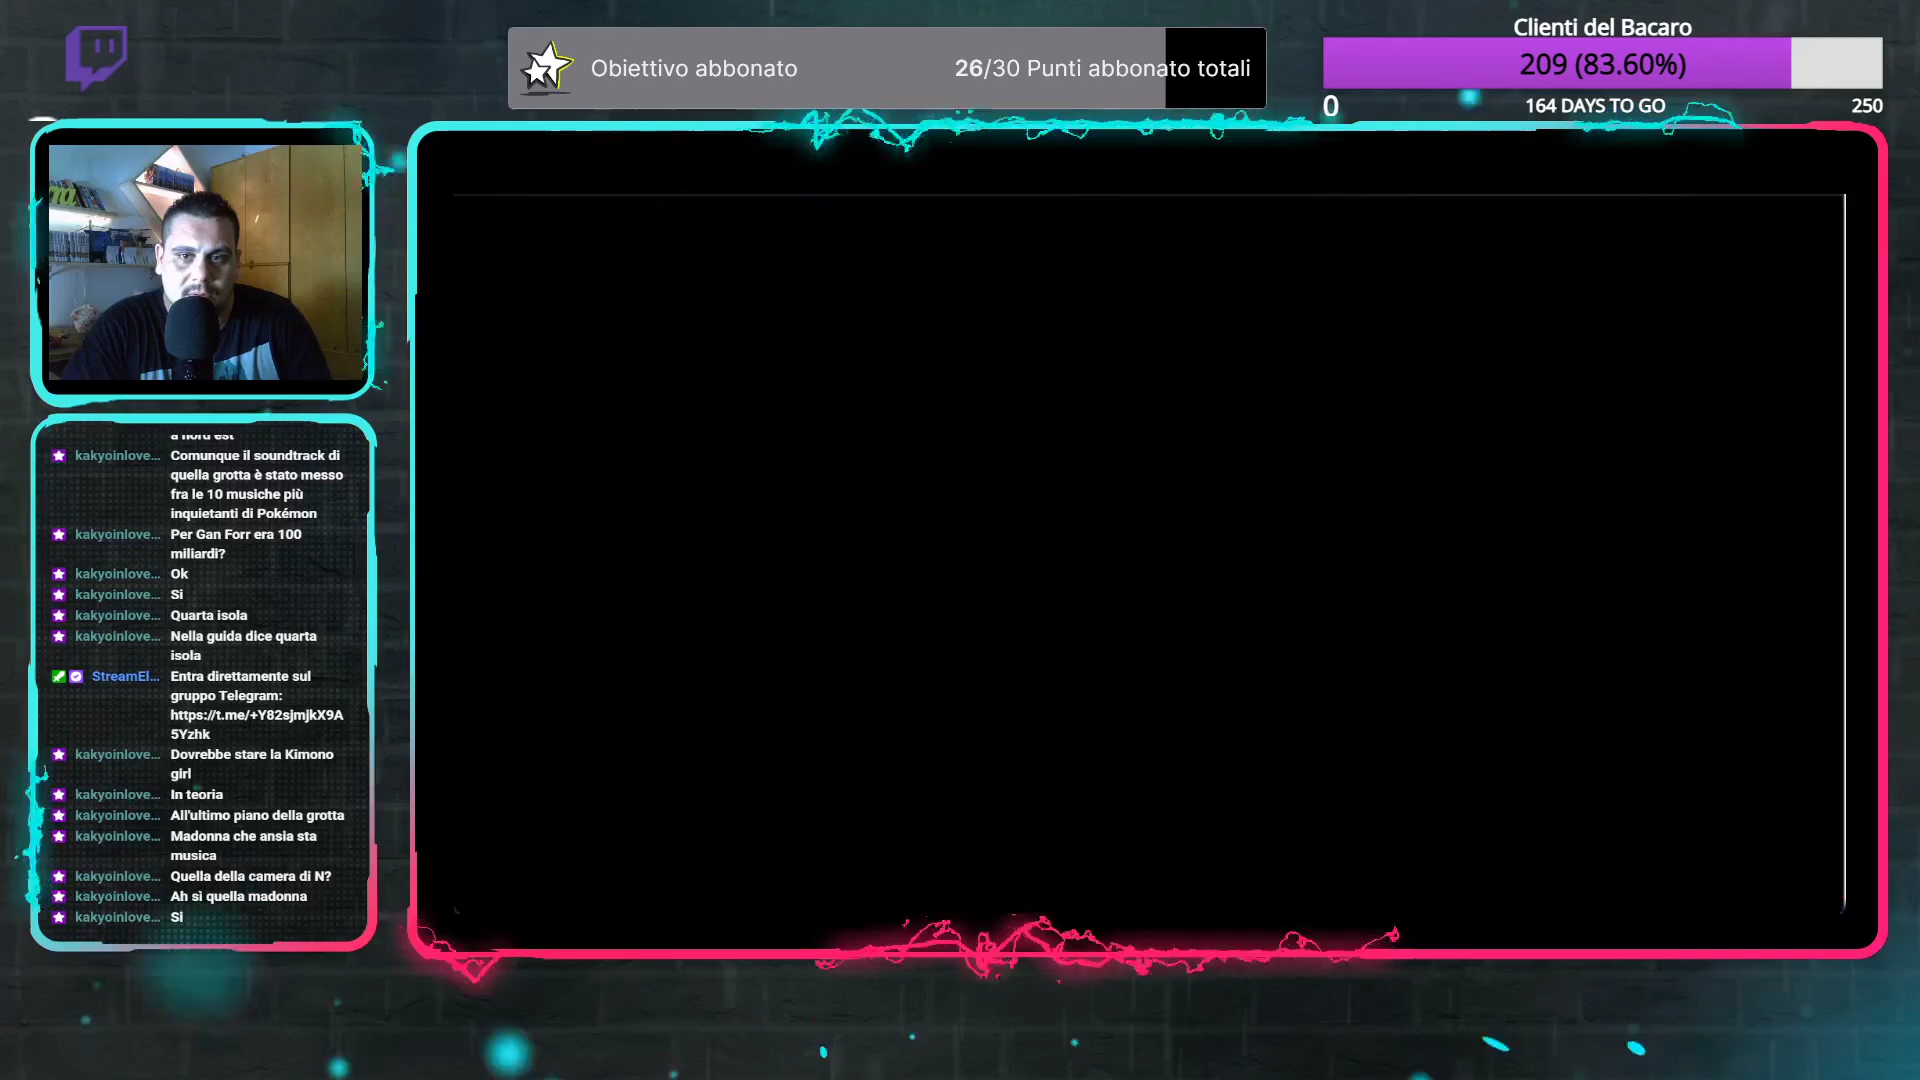 Obiettivo abbonato
26/30 Punti abbonato totali
Clienti del Bacaro
209 (83.60%)
0
164 DAYS TO GO
250
a nord est
kakyoinlove... Comunque il soundtrack di
quella grotta è stato messo
fra le 10 musiche più
inquietanti di Pokémon
kakyoinlove... Per Gan Forr era 100
miliardi?
kakyoinlove... Ok
kakyoinlove... Si
kakyoinlove... Quarta isola
kakyoinlove... Nella guida dice quarta
isola
StreamEl... Entra direttamente sul
gruppo Telegram:
https://t.me/+Y82sjmjkX9A
5Yzhk
kakyoinlove... Dovrebbe stare la Kimono
girl
kakyoinlove... In teoria
kakyoinlove... All'ultimo piano della grotta
kakyoinlove... Madonna che ansia sta
musica
kakyoinlove... Quella della camera di N?
kakyoinlove... Ah sì quella madonna
kakyoinlove... Si